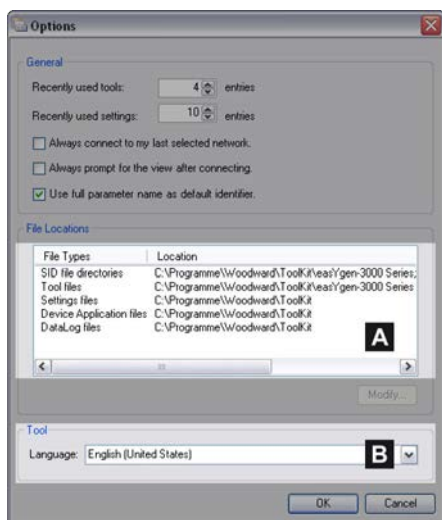 Options
General
Recently used tools: 4 entries
Recently used settings: 10 entries
Always connect to my last selected network.
Always prompt for the view after connecting.
Use full parameter name as default identifier.
File Locations
File Types Location
SID file directories C:\Programme\Woodward\ToolKit\easYgen-3000 Series;
Tool files C:\Programme\Woodward\ToolKit\easYgen-3000 Series
Settings files C:\Programme\Woodward\ToolKit
Device Application files C:\Programme\Woodward\ToolKit
DataLog files C:\Programme\Woodward\ToolKit
A
Modify...
Tool
Language: English (United States) B
OK Cancel